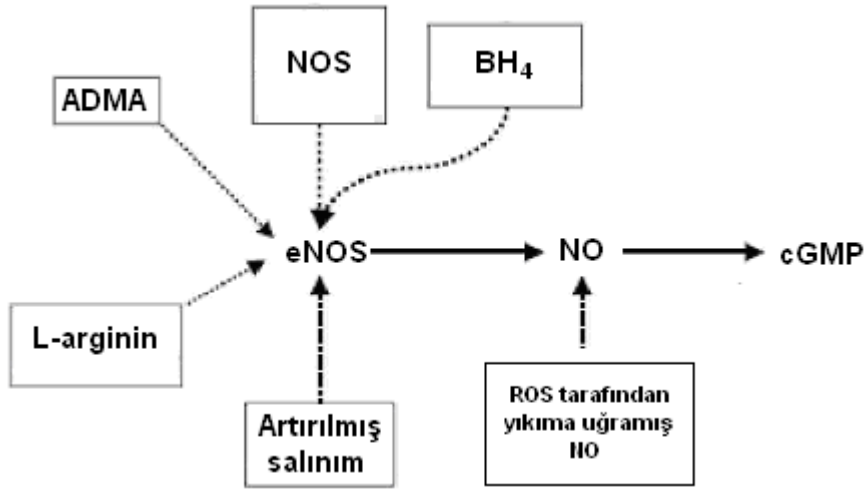 NOS
BH₄
ADMA
eNOS
NO
cGMP
L-arginin
Artırılmış
salınım
ROS tarafından
yıkıma uğramış
NO